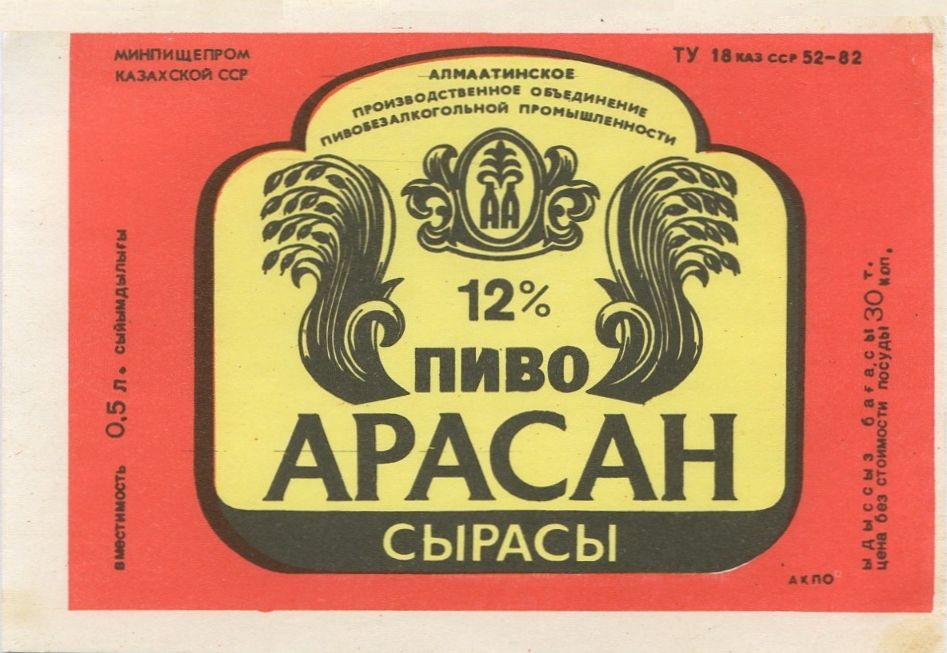 МИНПИЩЕПРОМ
КАЗАХСКОЙ ССР
ТУ 18 КАЗ ССР 52-82
АЛМААТИНСКОЕ
ПРОИЗВОДСТВЕННОЕ ОБЪЕДИНЕНИЕ
ПИВОБЕЗАЛКОГОЛЬНОЙ ПРОМЫШЛЕННОСТИ
АА
12%
ПИВО
АРАСАН
СЫРАСЫ
вместимость 0,5 л. сыйымдылығы
ыдыссыз бағасы 30 т.
цена без стоимости посуды 30 коп.
АКПО